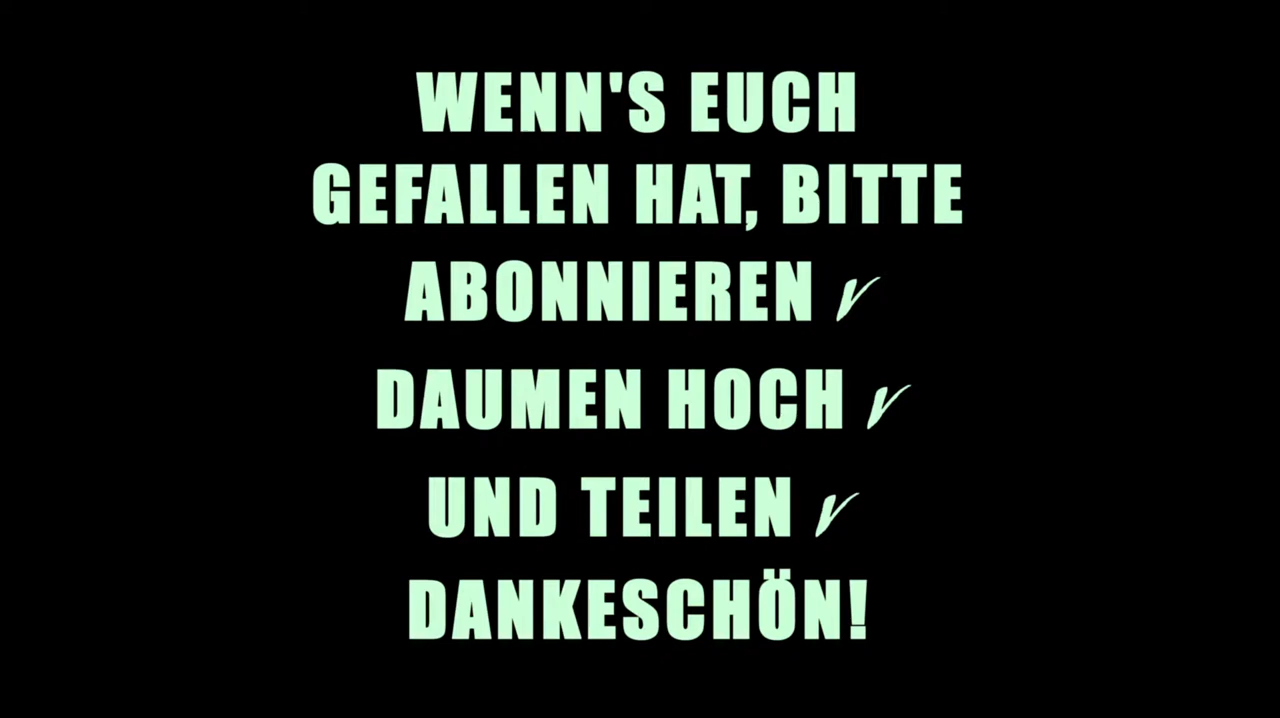 WENN'S EUCH
GEFALLEN HAT, BITTE
ABONNIEREN ✓
DAUMEN HOCH ✓
UND TEILEN ✓
DANKESCHÖN!